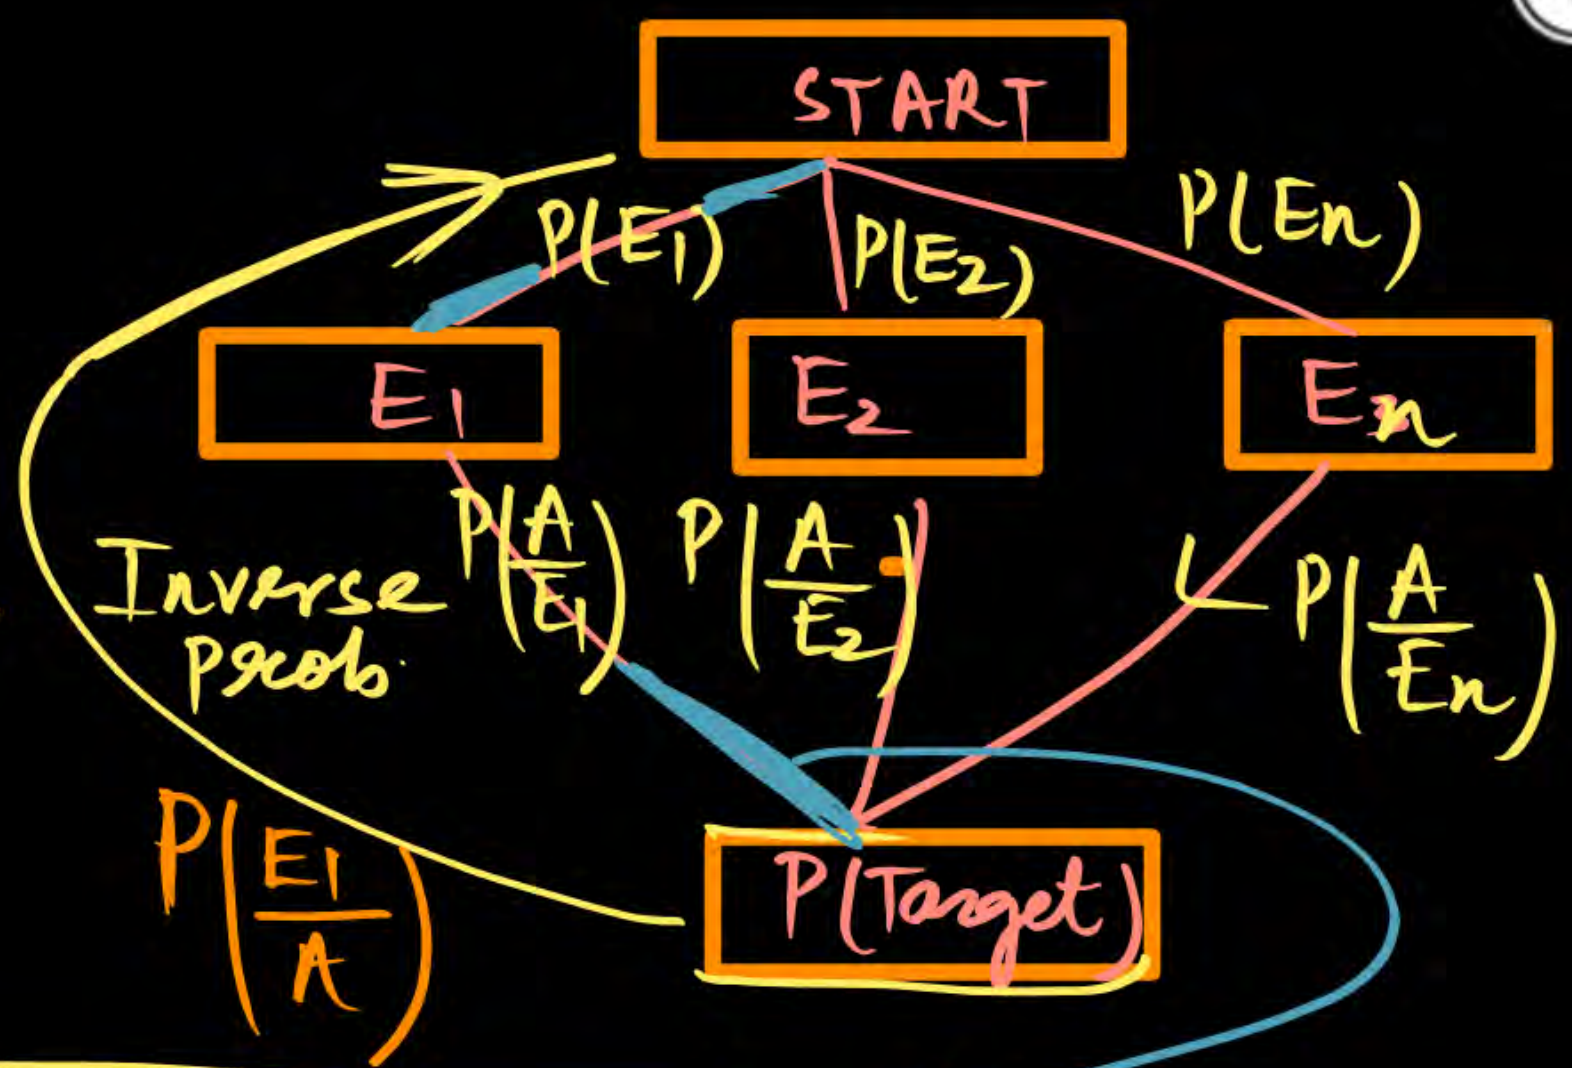 START
P(E1) P(E2) P(En)
E1 E2 En
P(A/E1) P(A/E2) P(A/En)
Inverse
prob.
P(E1/A)
P(Target)